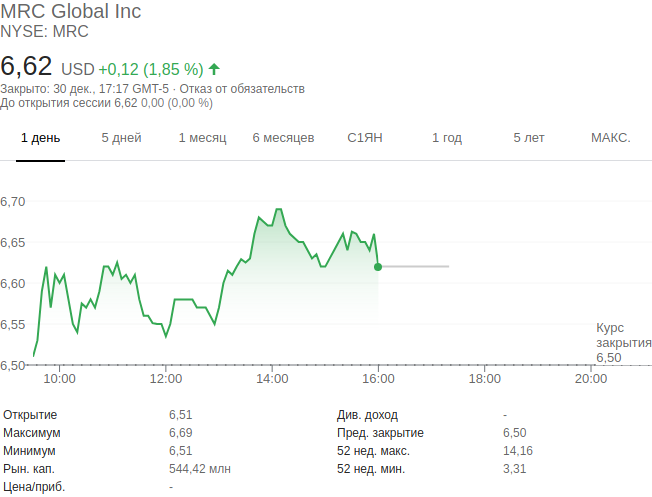 MRC Global Inc
NYSE: MRC
6,62 USD +0,12 (1,85 %)
Закрыто: 30 дек., 17:17 GMT-5 · Отказ от обязательств
До открытия сессии 6,62 0,00 (0,00 %)
1 день 5 дней 1 месяц 6 месяцев С1ЯН 1 год 5 лет МАКС.
6,70
6,65
6,60
6,55
Курс
закрытия
6,50
6,50
10:00 12:00 14:00 16:00 18:00 20:00
Открытие 6,51 Див. доход -
Максимум 6,69 Пред. закрытие 6,50
Минимум 6,51 52 нед. макс. 14,16
Рын. кап. 544,42 млн 52 нед. мин. 3,31
Цена/приб. -